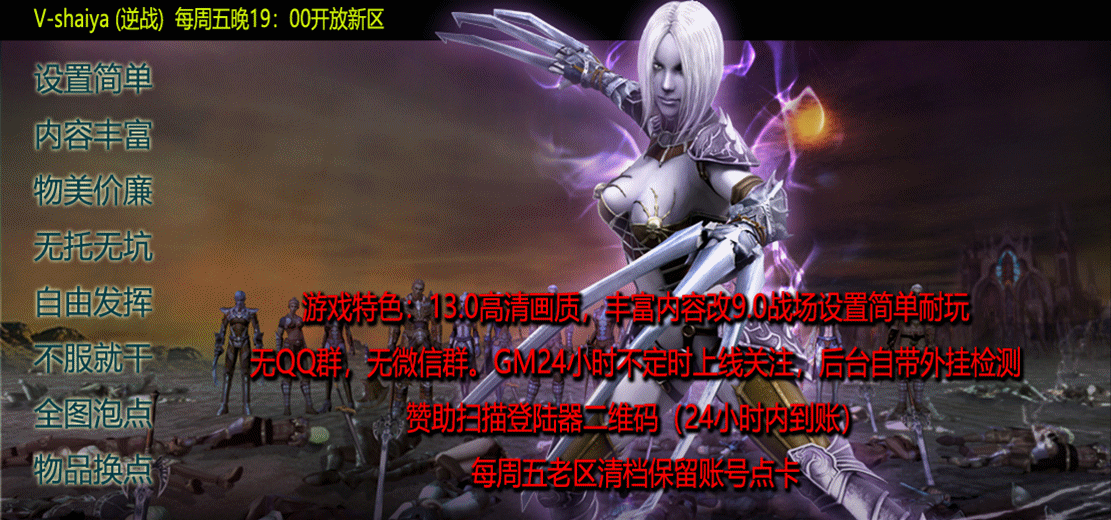 V-shaiya (逆战) 每周五晚19：00开放新区
设置简单
内容丰富
物美价廉
无托无坑
自由发挥
不服就干
全图泡点
物品换点
游戏特色：13.0高清画质，丰富内容改9.0战场设置简单耐玩
无QQ群，无微信群。GM24小时不定时上线关注，后台自带外挂检测
赞助扫描登陆器二维码（24小时内到账）
每周五老区清档保留账号点卡